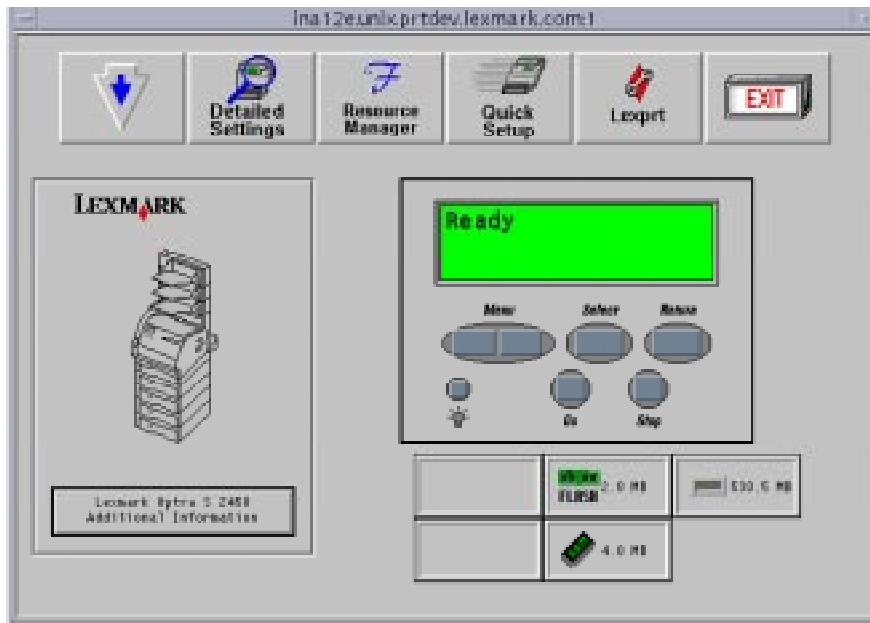 ina12e.unix.prtdev.lexmark.com:1
Detailed
Settings
Resource
Manager
Quick
Setup
Lexprt
EXIT
LEXMARK
Ready
Menu Select Return
Go Stop
Lexmark Optra S 2450
Additional Information
FLASH 2.0 MB
530.5 MB
4.0 MB